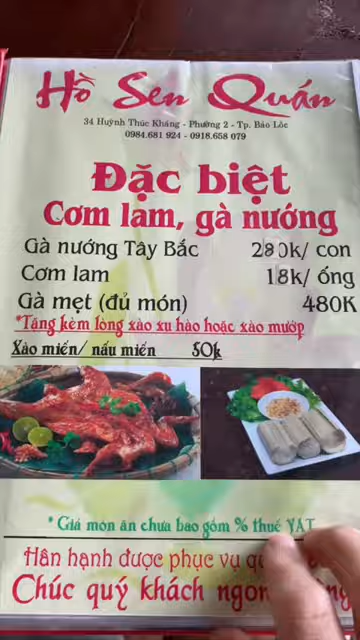 Hồ Sen Quán
34 Huỳnh Thúc Kháng - Phường 2 - Tp. Bảo Lôc
0984.681 924 - 0918.658 079
Đặc biệt
Cơm lam, gà nướng
Gà nướng Tây Bắc 280k/ con
Cơm lam 18k/ ống
Gà mẹt (đủ món) 480K
*Tặng kèm lòng xào xu hào hoặc xào mướp
Xào miến/ nấu miến 50k
* Giá món ăn chưa bao gồm % thuế VAT
Hân hạnh được phục vụ
Chúc quý khách ngon